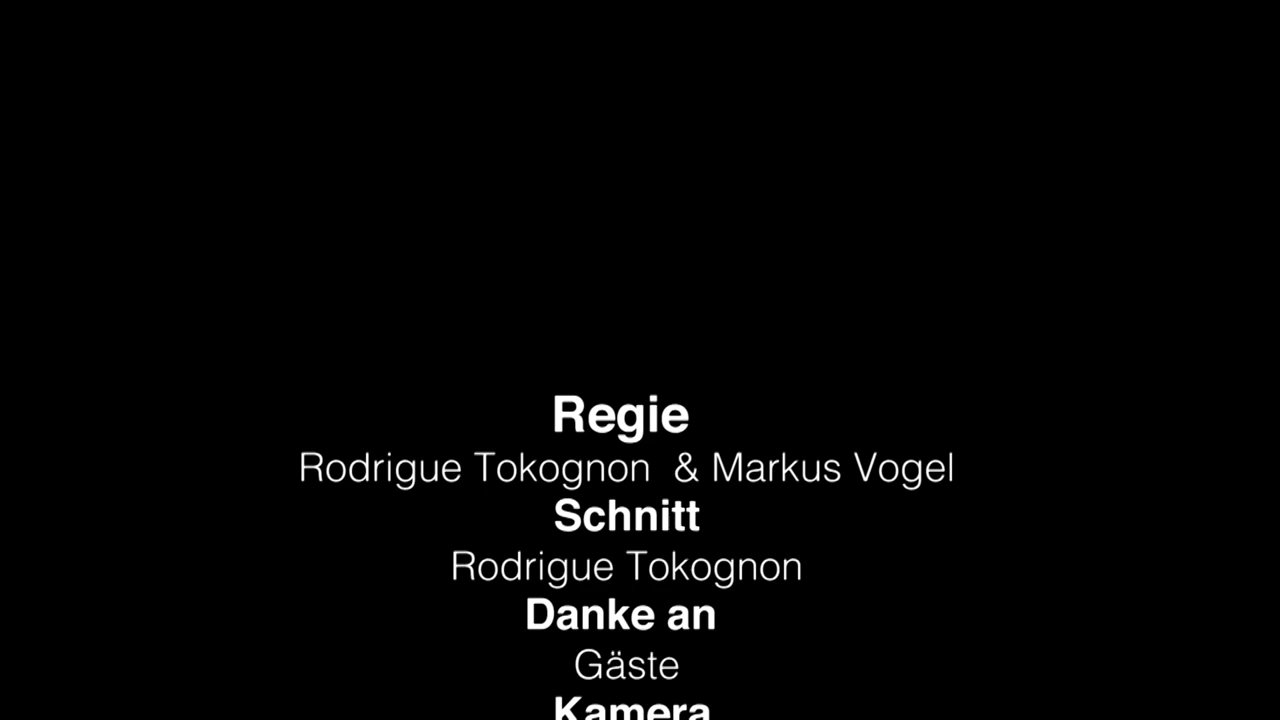 Regie
Rodrigue Tokognon & Markus Vogel
Schnitt
Rodrigue Tokognon
Danke an
Gäste
Kamera